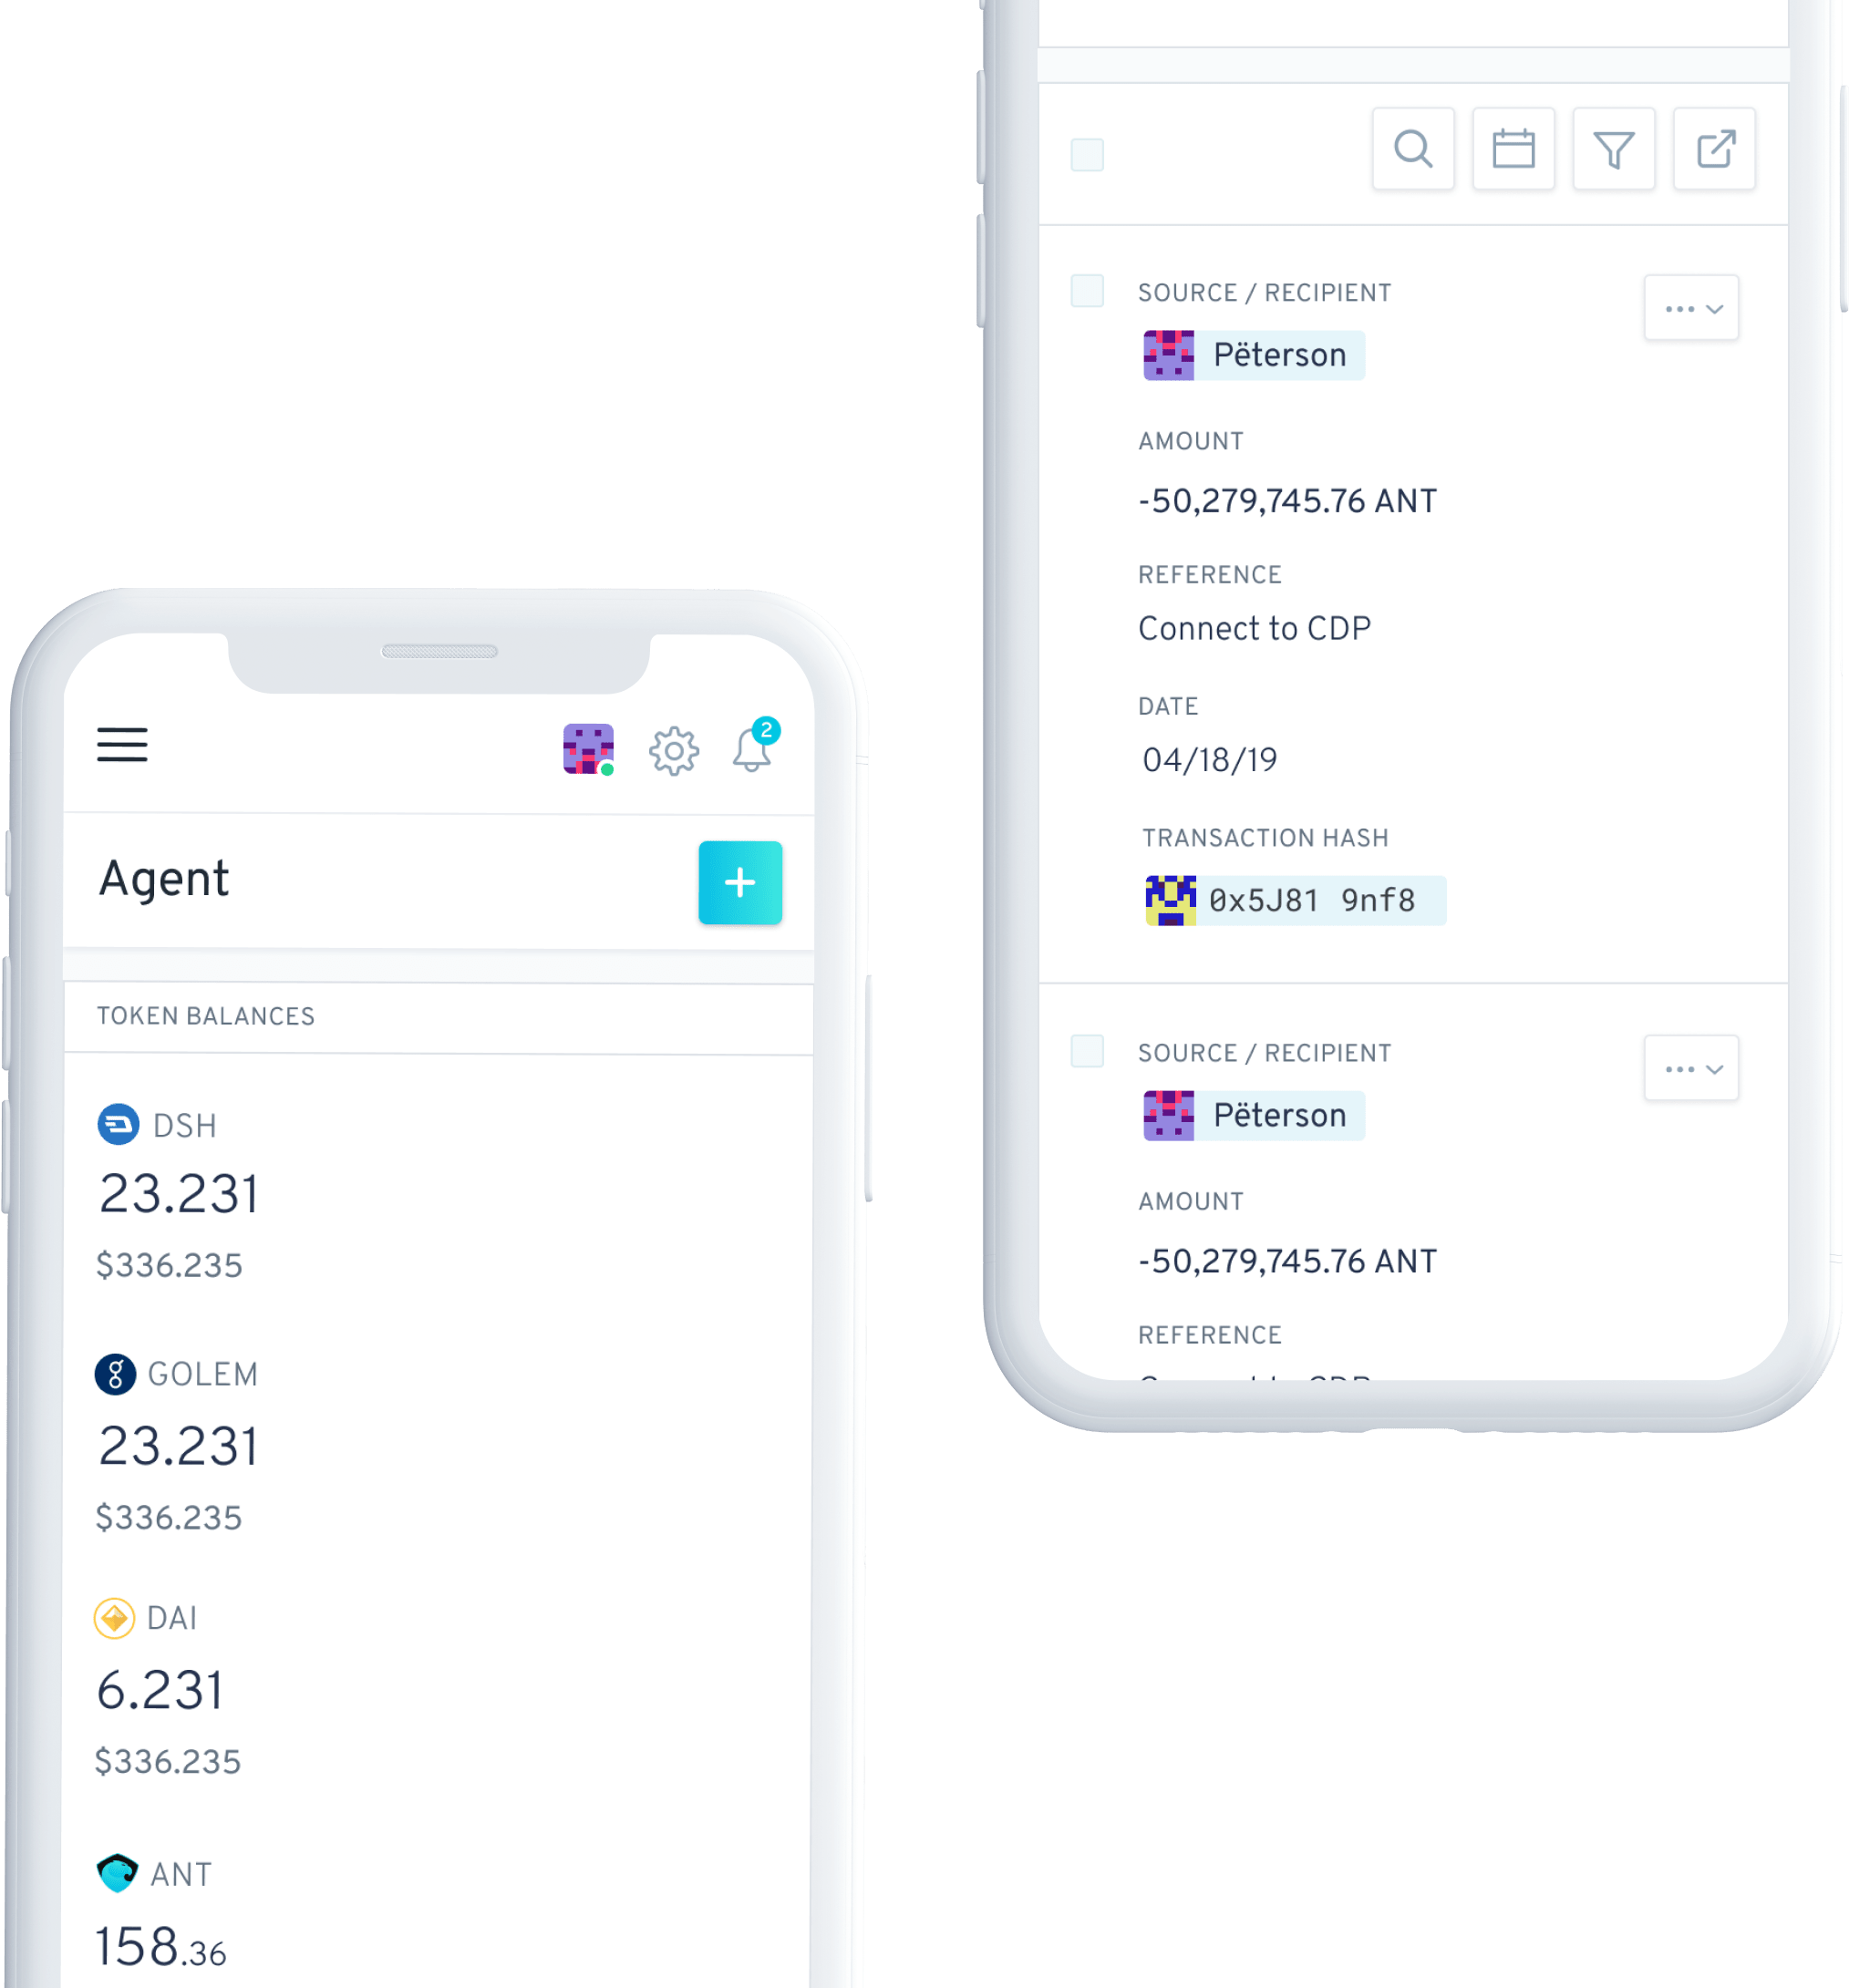 2
Agent
+
TOKEN BALANCES
DSH
23.231
$336.235
GOLEM
23.231
$336.235
DAI
6.231
$336.235
ANT
158.36
SOURCE / RECIPIENT
Pëterson
AMOUNT
-50,279,745.76 ANT
REFERENCE
Connect to CDP
DATE
04/18/19
TRANSACTION HASH
0x5J81 9nf8
SOURCE / RECIPIENT
Pëterson
AMOUNT
-50,279,745.76 ANT
REFERENCE